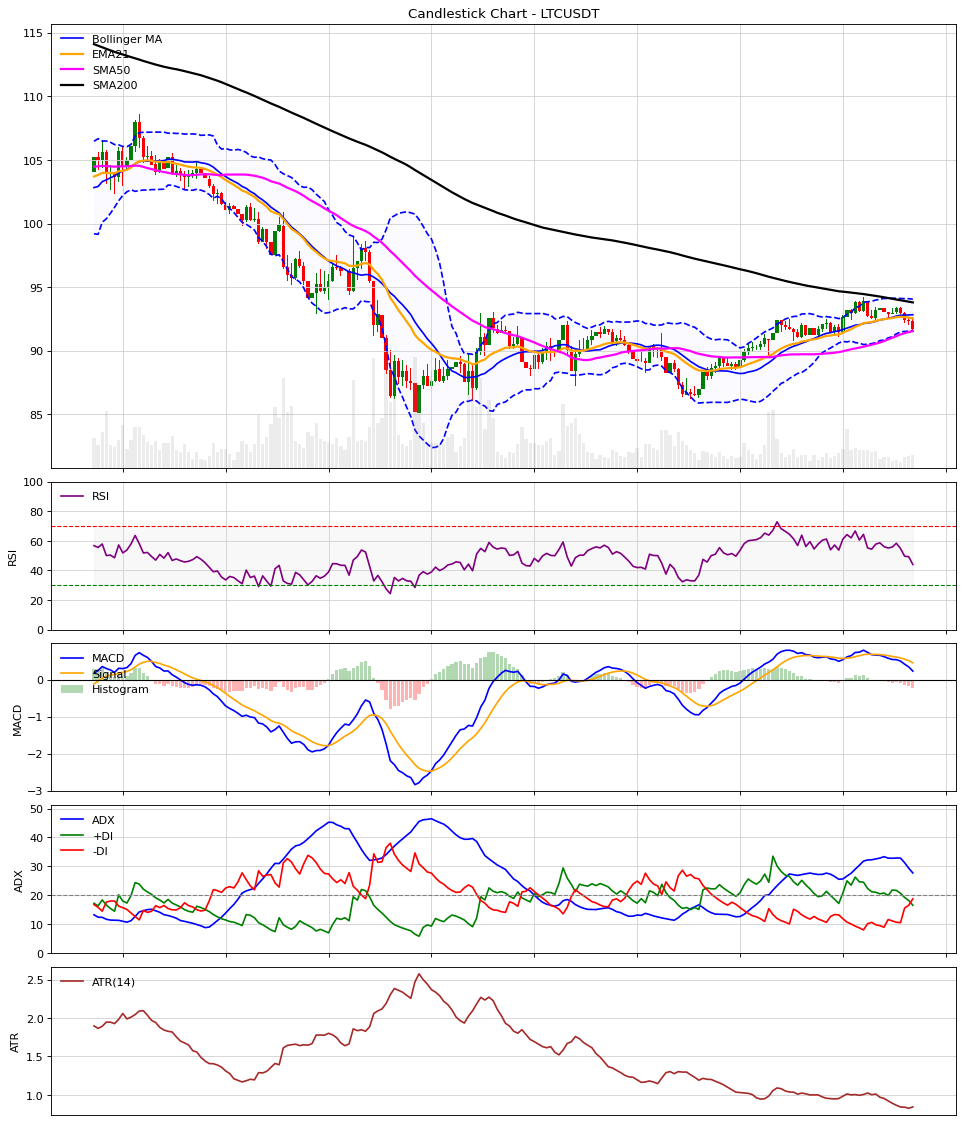 Candlestick Chart - LTCUSDT
Bollinger MA
EMA21
SMA50
SMA200
115
110
105
100
95
90
85
RSI
100
80
60
40
20
0
RSI
MACD
Signal
Histogram
0
−1
−2
−3
MACD
ADX
+DI
-DI
50
40
30
20
10
0
ADX
ATR(14)
2.5
2.0
1.5
1.0
ATR